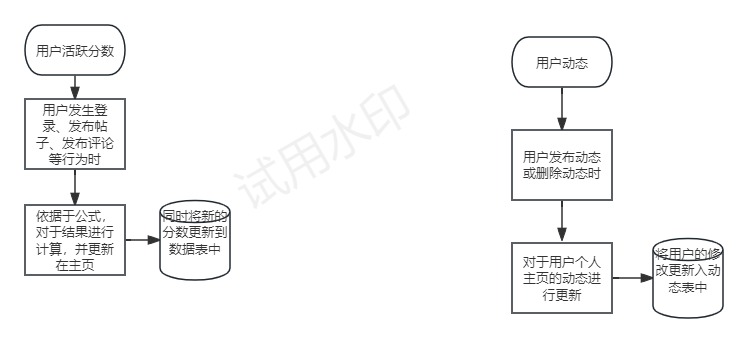 用户活跃分数
用户发生登
录、发布帖
子、发布评论
等行为时
依据于公式，
对于结果进行
计算，并更新
在主页
同时将新的
分数更新到
数据表中
试用水印
用户动态
用户发布动态
或删除动态时
对于用户个人
主页的动态进
行更新
将用户的修
改更新入动
态表中